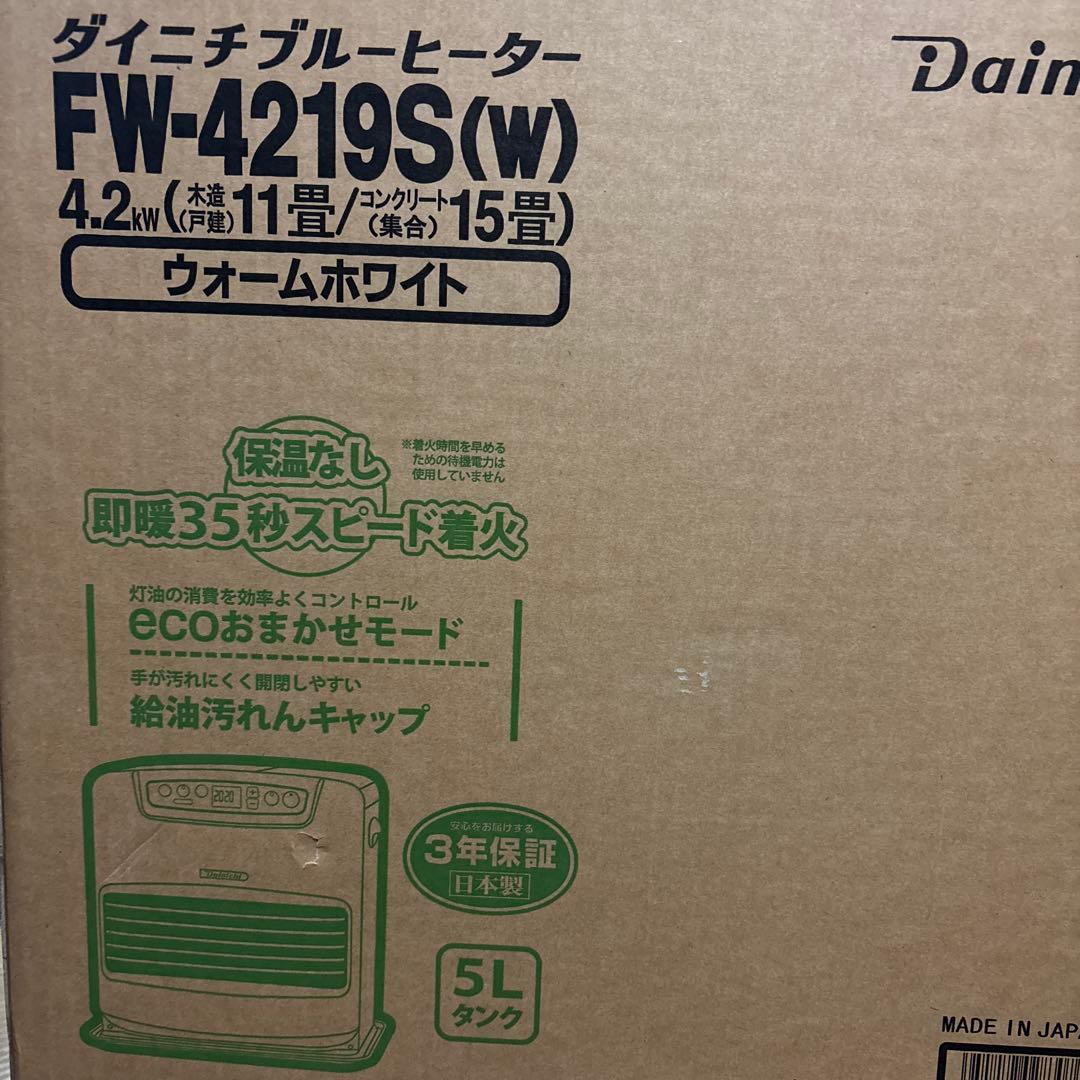 ダイニチブルーヒーター
Dain
FW-4219S(W)
4.2kW(木造(戸建)11畳/コンクリート(集合)15畳)
ウォームホワイト
保温なし
※着火時間を早める
ための待機電力は
使用していません
即暖35秒スピード着火
灯油の消費を効率よくコントロール
ecoおまかせモード
手が汚れにくく開閉しやすい
給油汚れんキャップ
2020
Dainichi
安心をお届けする
3年保証
日本製
5L
タンク
MADE IN JAPA